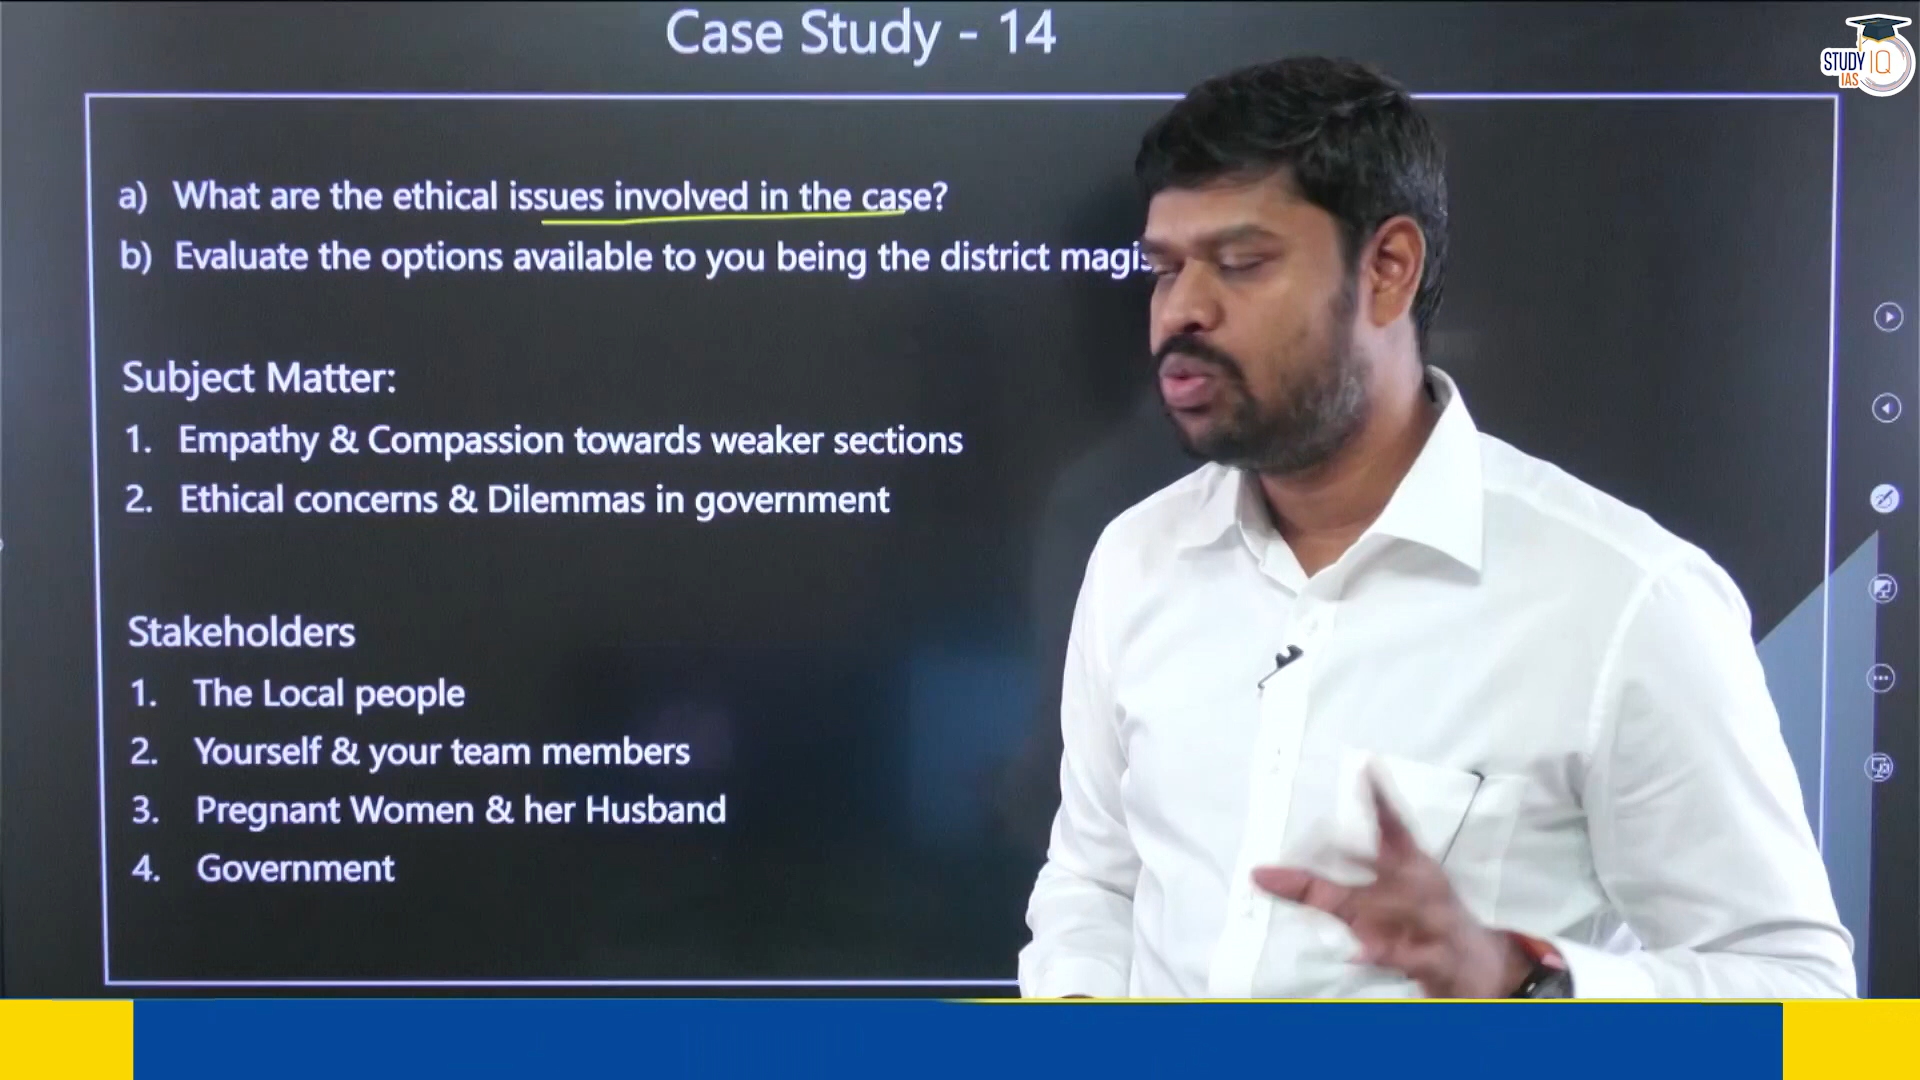 Case Study - 14
STUDY IQ
IAS
a) What are the ethical issues involved in the case?
b) Evaluate the options available to you being the district
Subject Matter:
1. Empathy & Compassion towards weaker sections
2. Ethical concerns & Dilemmas in government
Stakeholders
1. The Local people
2. Yourself & your team members
3. Pregnant Women & her Husband
4. Government